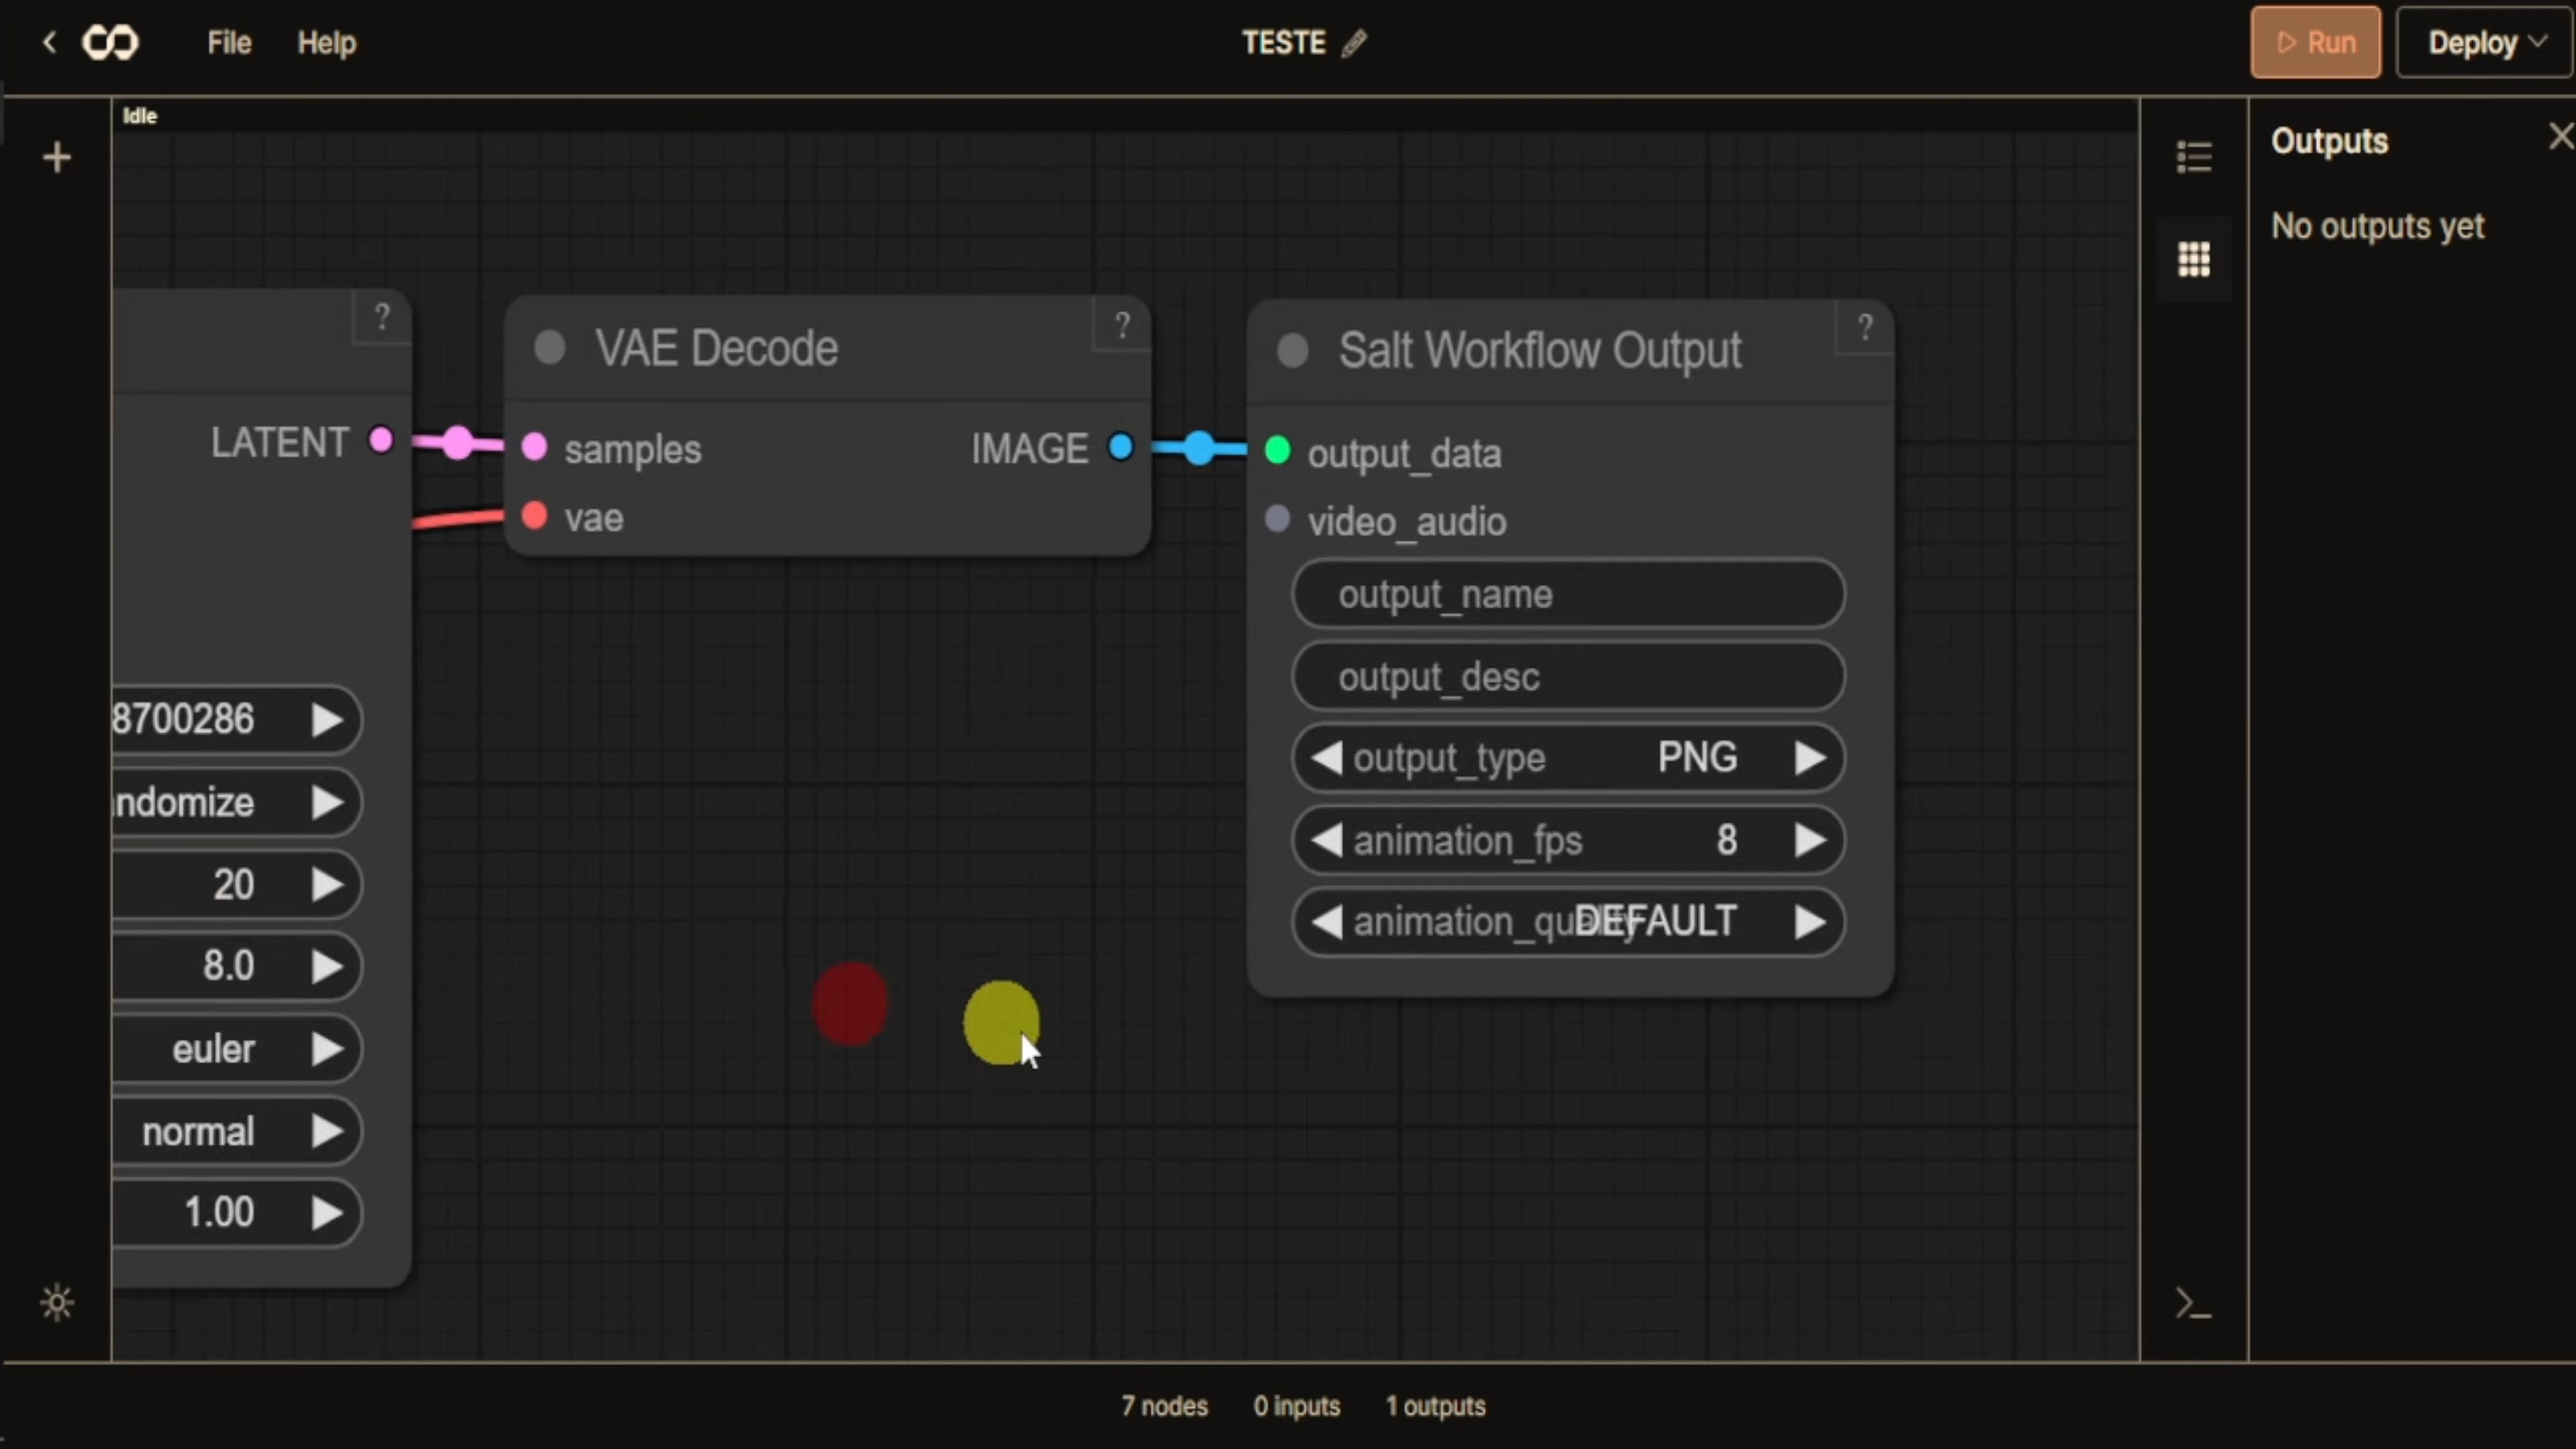 File Help
TESTE
Run
Deploy
Idle
Outputs
No outputs yet
?
LATENT
8700286
ndomize
20
8.0
euler
normal
1.00
VAE Decode ?
samples IMAGE
vae
Salt Workflow Output ?
output_data
video_audio
output_name
output_desc
output_type PNG
animation_fps 8
animation_quality DEFAULT
7 nodes 0 inputs 1 outputs